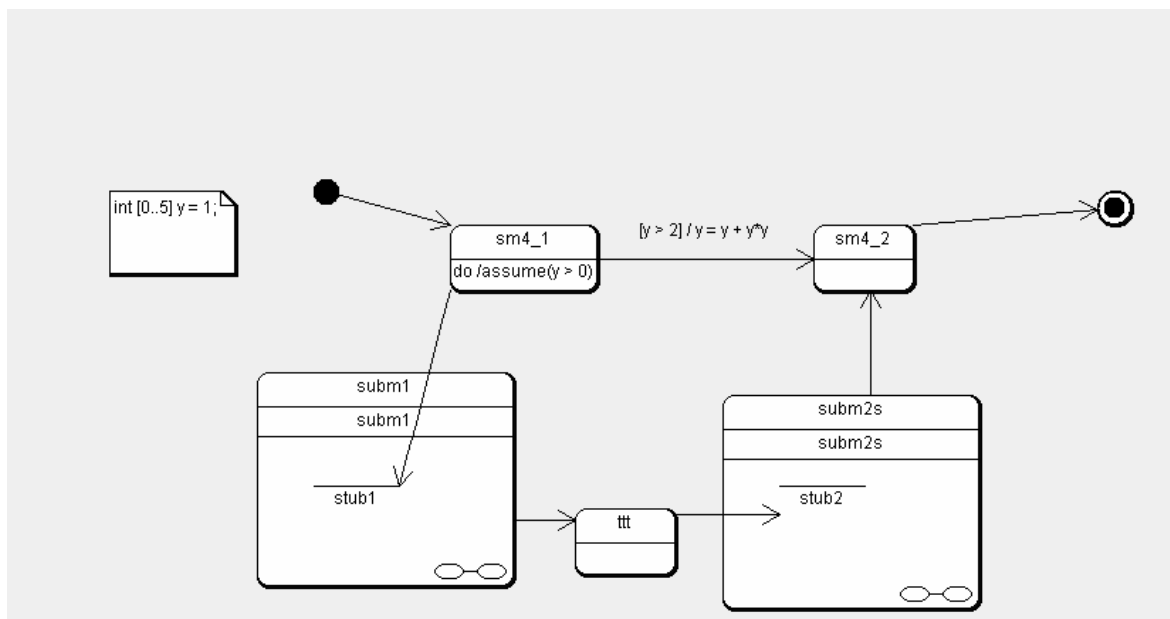 int [0..5] y = 1;
sm4_1
do /assume(y > 0)
[y > 2] / y = y + y*y
sm4_2
subm1
subm1
stub1
ttt
subm2s
subm2s
stub2